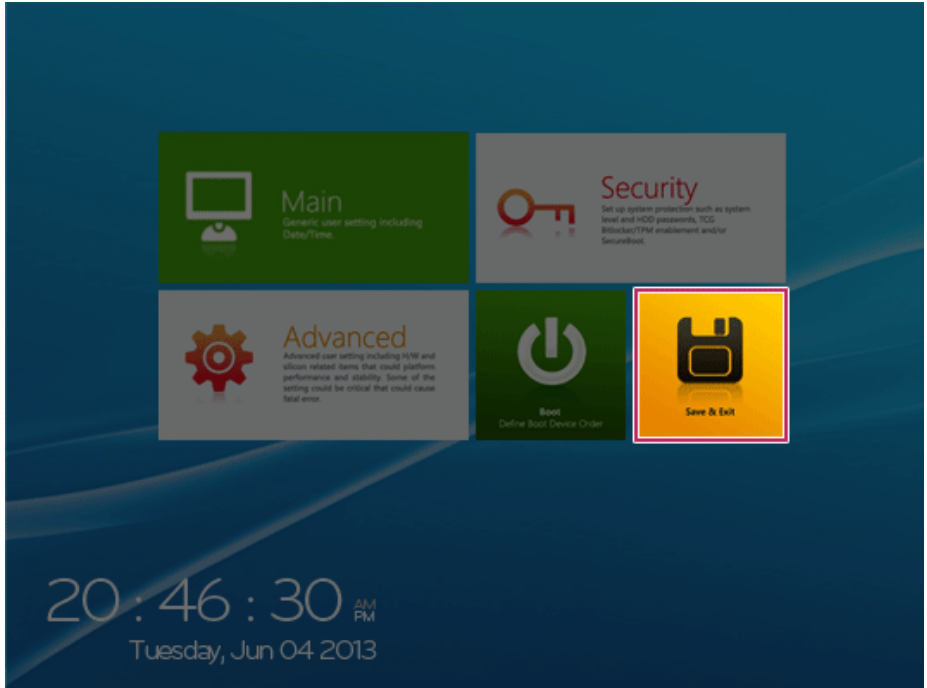 Main
Generic user setting including
Date/Time.
Security
Set up system protection such as system
level and HDD passwords, TCG
Bitlocker/TPM enablement and/or
SecureBoot.
Advanced
Advanced user setting including H/W and
silicon related items that could platform
performance and stability. Some of the
setting could be critical that could cause
fatal error.
Boot
Define Boot Device Order
Save & Exit
20 : 46 : 30 AM
PM
Tuesday, Jun 04 2013